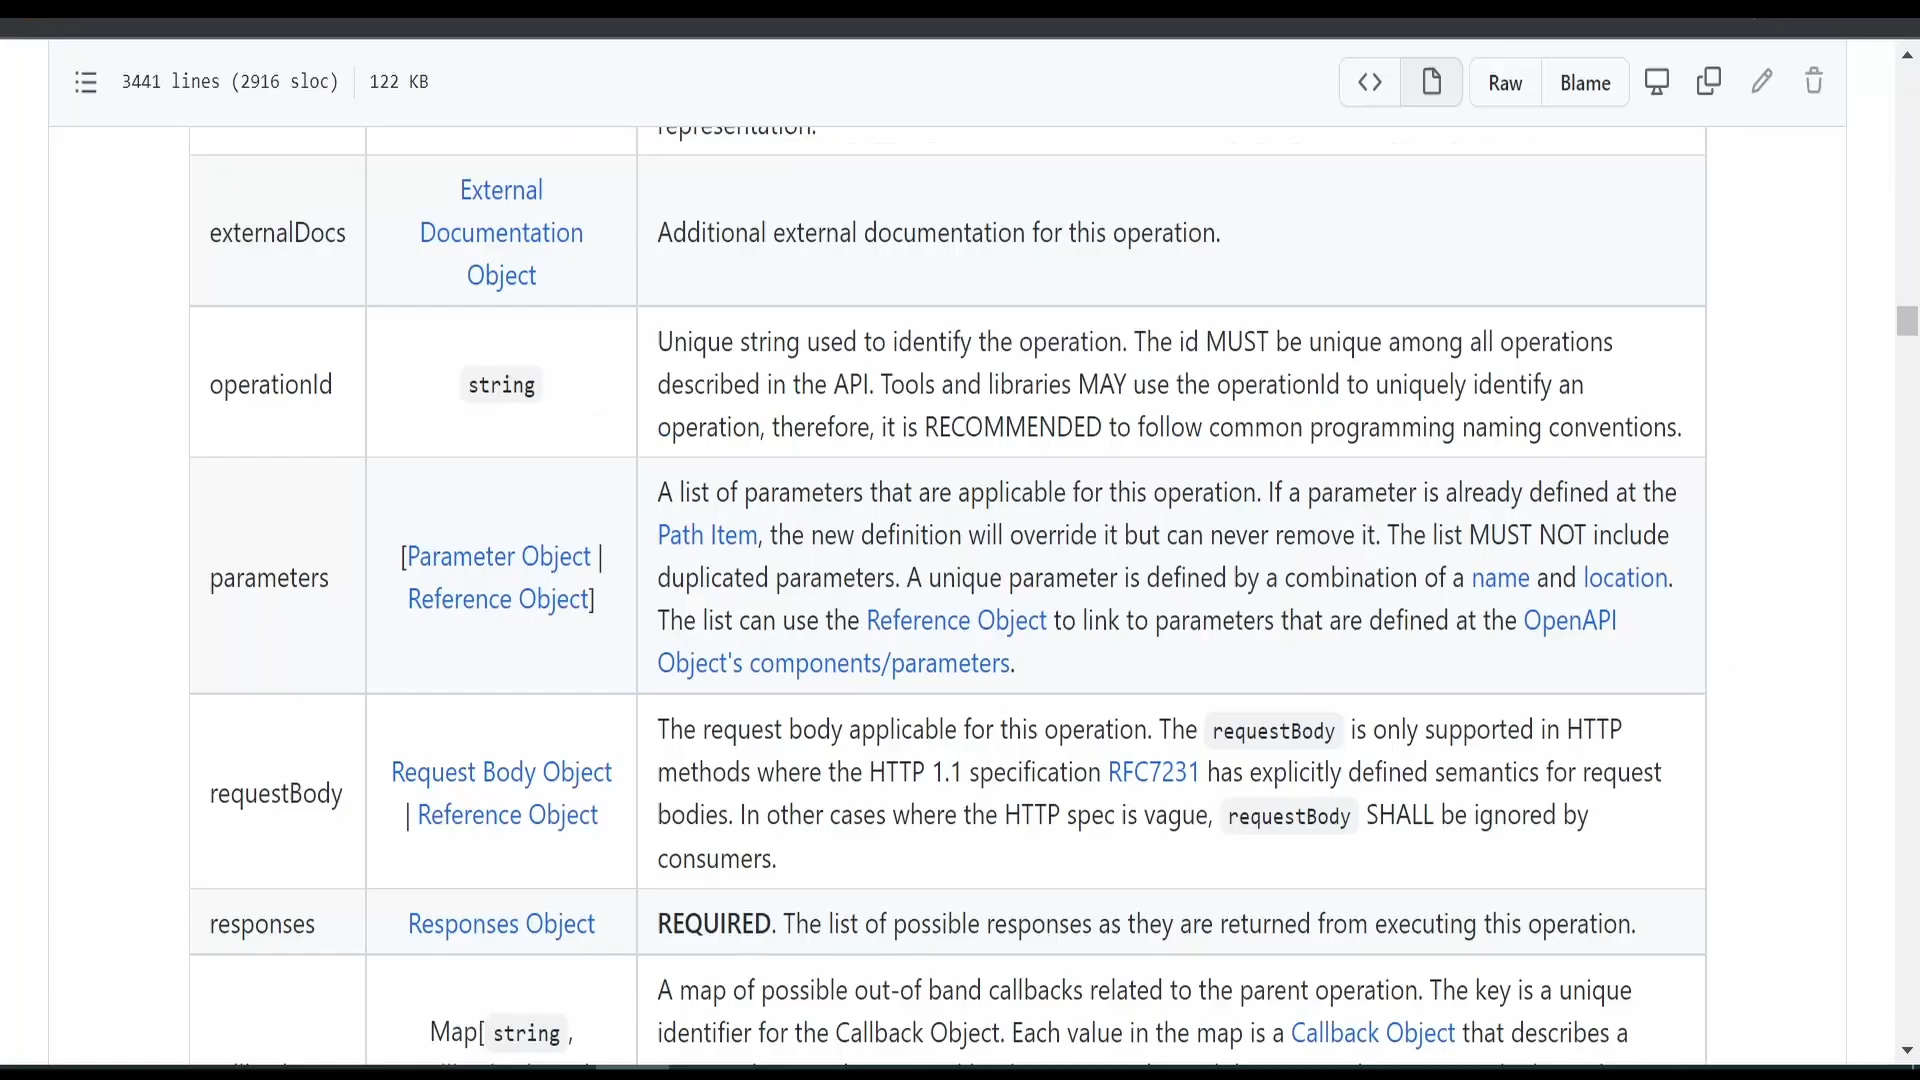 3441 lines (2916 sloc) 122 KB Raw Blame
representation.
externalDocs
External
Documentation
Object
Additional external documentation for this operation.
operationId
string
Unique string used to identify the operation. The id MUST be unique among all operations
described in the API. Tools and libraries MAY use the operationId to uniquely identify an
operation, therefore, it is RECOMMENDED to follow common programming naming conventions.
parameters
[Parameter Object |
Reference Object]
A list of parameters that are applicable for this operation. If a parameter is already defined at the
Path Item, the new definition will override it but can never remove it. The list MUST NOT include
duplicated parameters. A unique parameter is defined by a combination of a name and location.
The list can use the Reference Object to link to parameters that are defined at the OpenAPI
Object's components/parameters.
requestBody
Request Body Object
| Reference Object
The request body applicable for this operation. The requestBody is only supported in HTTP
methods where the HTTP 1.1 specification RFC7231 has explicitly defined semantics for request
bodies. In other cases where the HTTP spec is vague, requestBody SHALL be ignored by
consumers.
responses
Responses Object
REQUIRED. The list of possible responses as they are returned from executing this operation.
Map[ string ,
A map of possible out-of band callbacks related to the parent operation. The key is a unique
identifier for the Callback Object. Each value in the map is a Callback Object that describes a